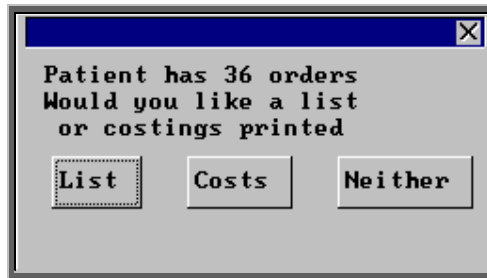 Patient has 36 orders
Would you like a list
or costings printed
List Costs Neither